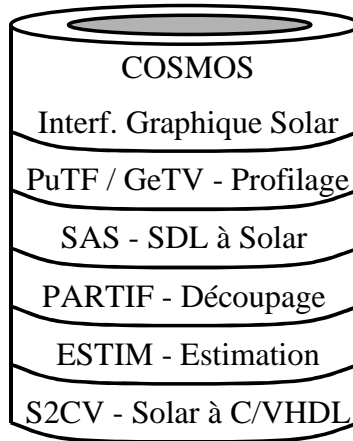 COSMOS
Interf. Graphique Solar
PuTF / GeTV - Profilage
SAS - SDL à Solar
PARTIF - Découpage
ESTIM - Estimation
S2CV - Solar à C/VHDL